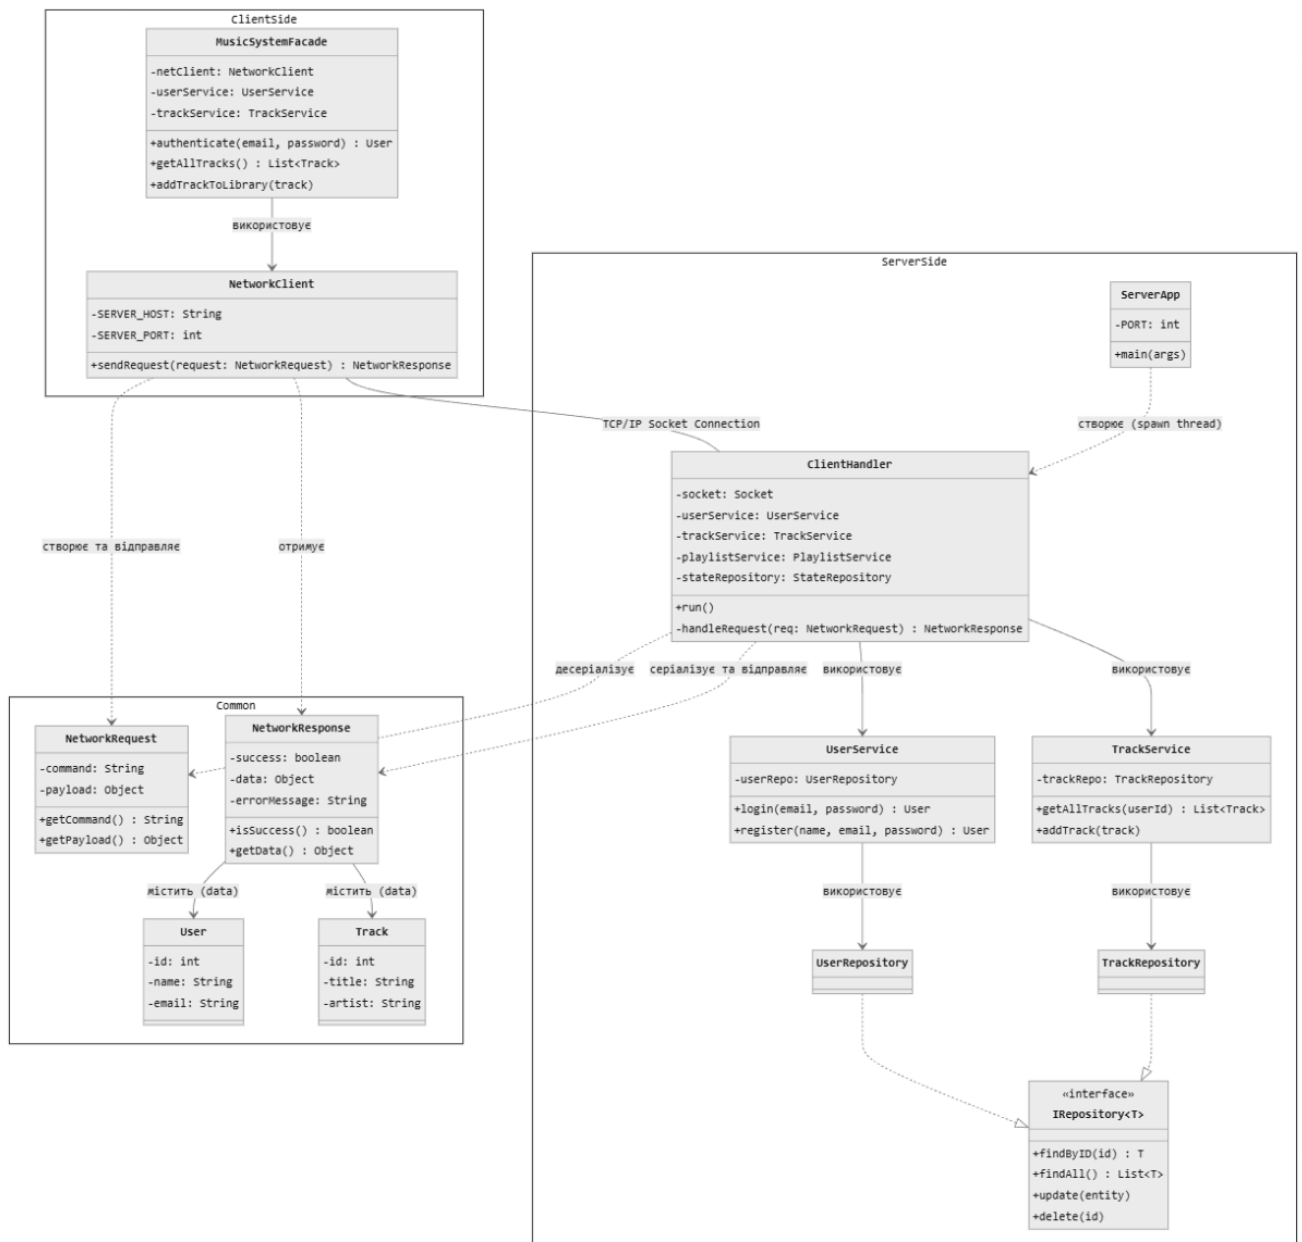 ClientSide
MusicSystemFacade
-netClient: NetworkClient
-userService: UserService
-trackService: TrackService
+authenticate(email, password) : User
+getAllTracks() : List<Track>
+addTrackToLibrary(track)
використовує
NetworkClient
-SERVER_HOST: String
-SERVER_PORT: int
+sendRequest(request: NetworkRequest) : NetworkResponse
ServerSide
ServerApp
-PORT: int
+main(args)
TCP/IP Socket Connection
створює (spawn thread)
ClientHandler
-socket: Socket
-userService: UserService
-trackService: TrackService
-playlistService: PlaylistService
-stateRepository: StateRepository
+run()
-handleRequest(req: NetworkRequest) : NetworkResponse
створює та відправляє
отримує
десеріалізує
серіалізує та відправляє
використовує
використовує
Common
NetworkRequest
-command: String
-payload: Object
+getCommand() : String
+getPayload() : Object
NetworkResponse
-success: boolean
-data: Object
-errorMessage: String
+isSuccess() : boolean
+getData() : Object
містить (data)
містить (data)
User
-id: int
-name: String
-email: String
Track
-id: int
-title: String
-artist: String
UserService
-userRepo: UserRepository
+login(email, password) : User
+register(name, email, password) : User
TrackService
-trackRepo: TrackRepository
+getAllTracks(userId) : List<Track>
+addTrack(track)
використовує
використовує
UserRepository
TrackRepository
«interface»
IRepository<T>
+findByID(id) : T
+findAll() : List<T>
+update(entity)
+delete(id)